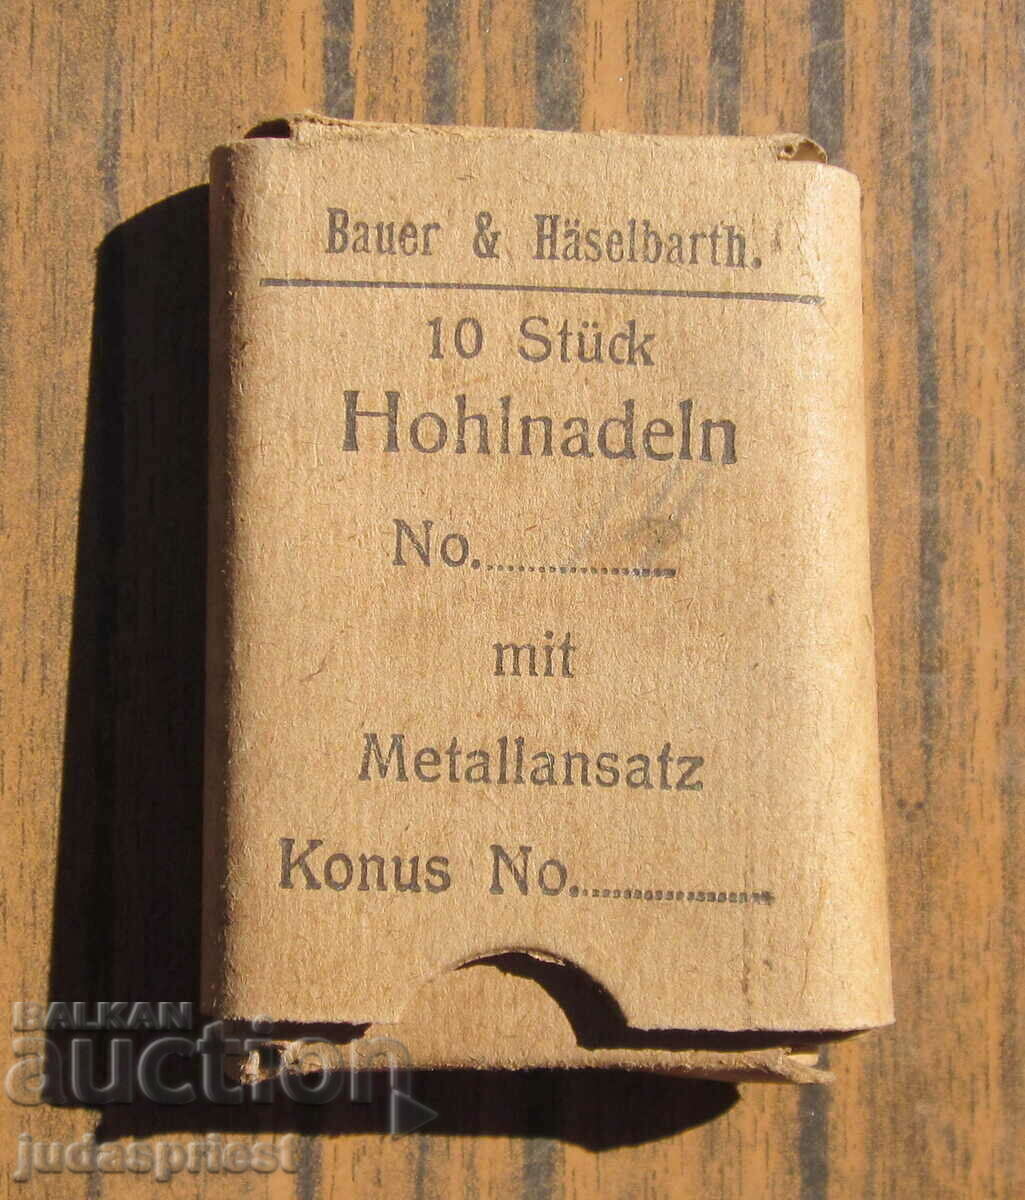 Bauer & Häselbarth.
10 Stück
Hohlnadeln
No..................
mit
Metallansatz
Konus No..................
BALKAN
auction
judaspriest